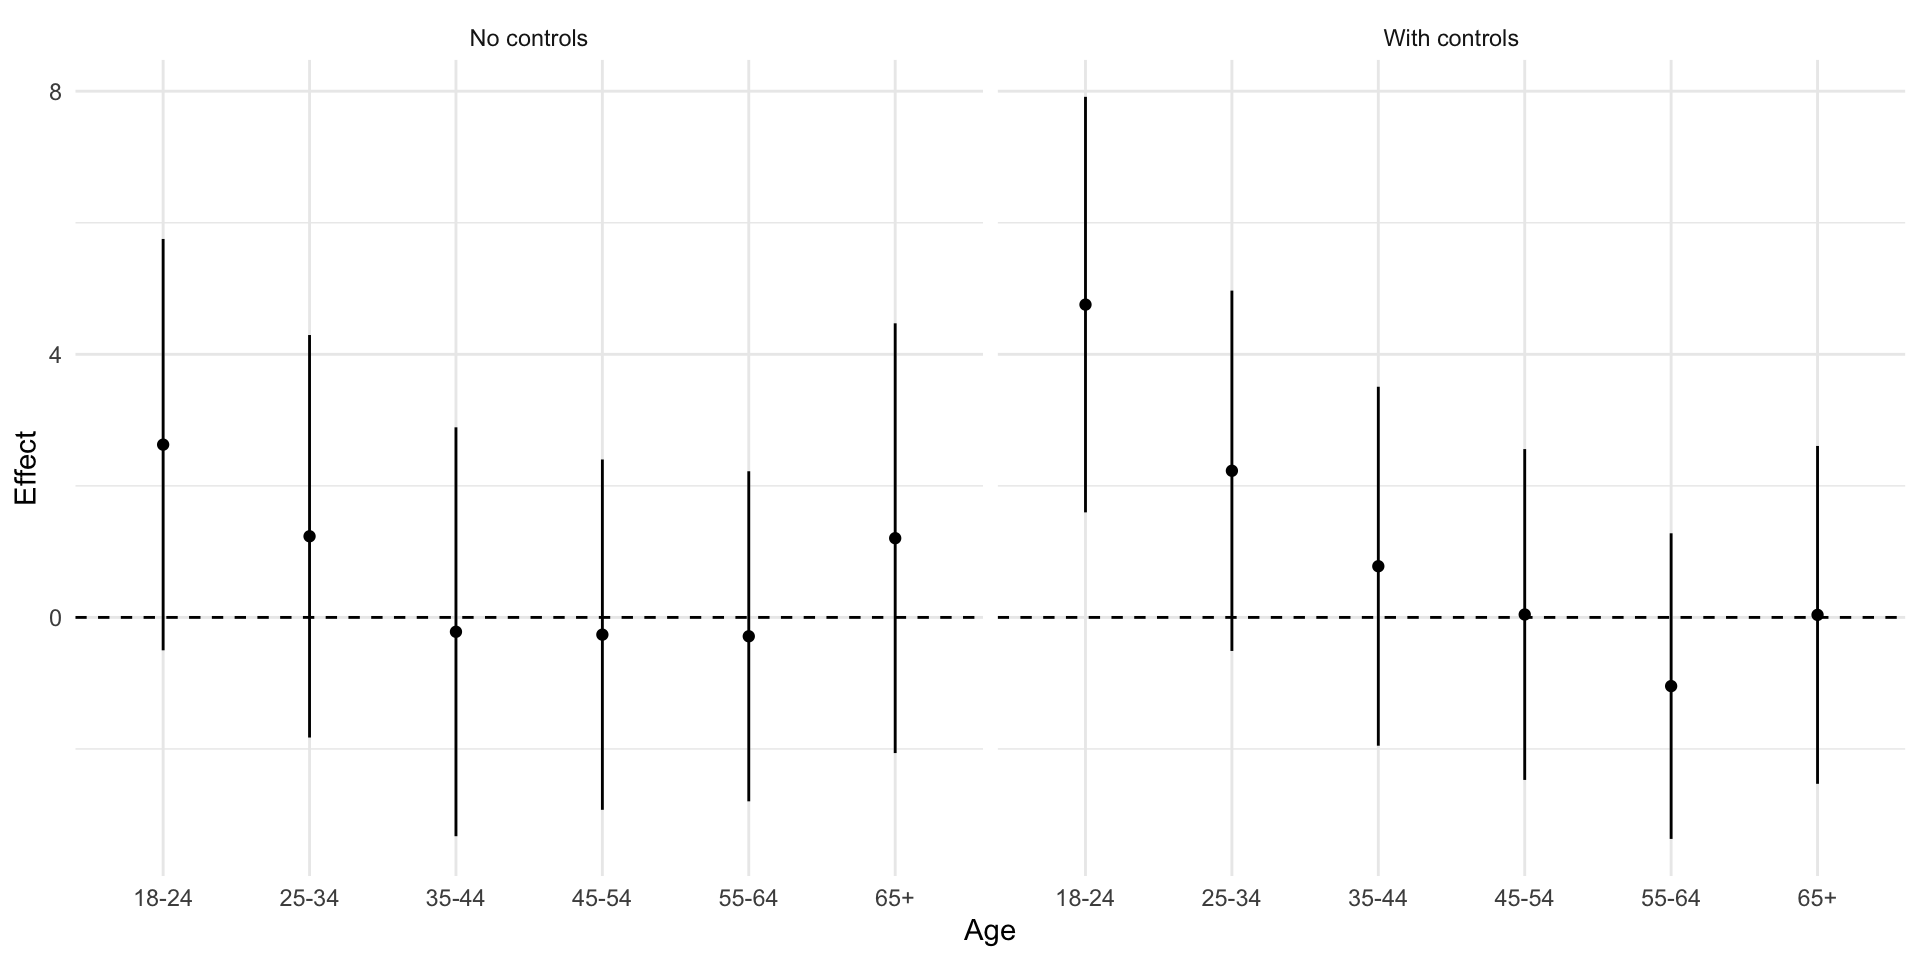 No controls
With controls
8
4
0
Effect
18-24 25-34 35-44 45-54 55-64 65+
18-24 25-34 35-44 45-54 55-64 65+
Age